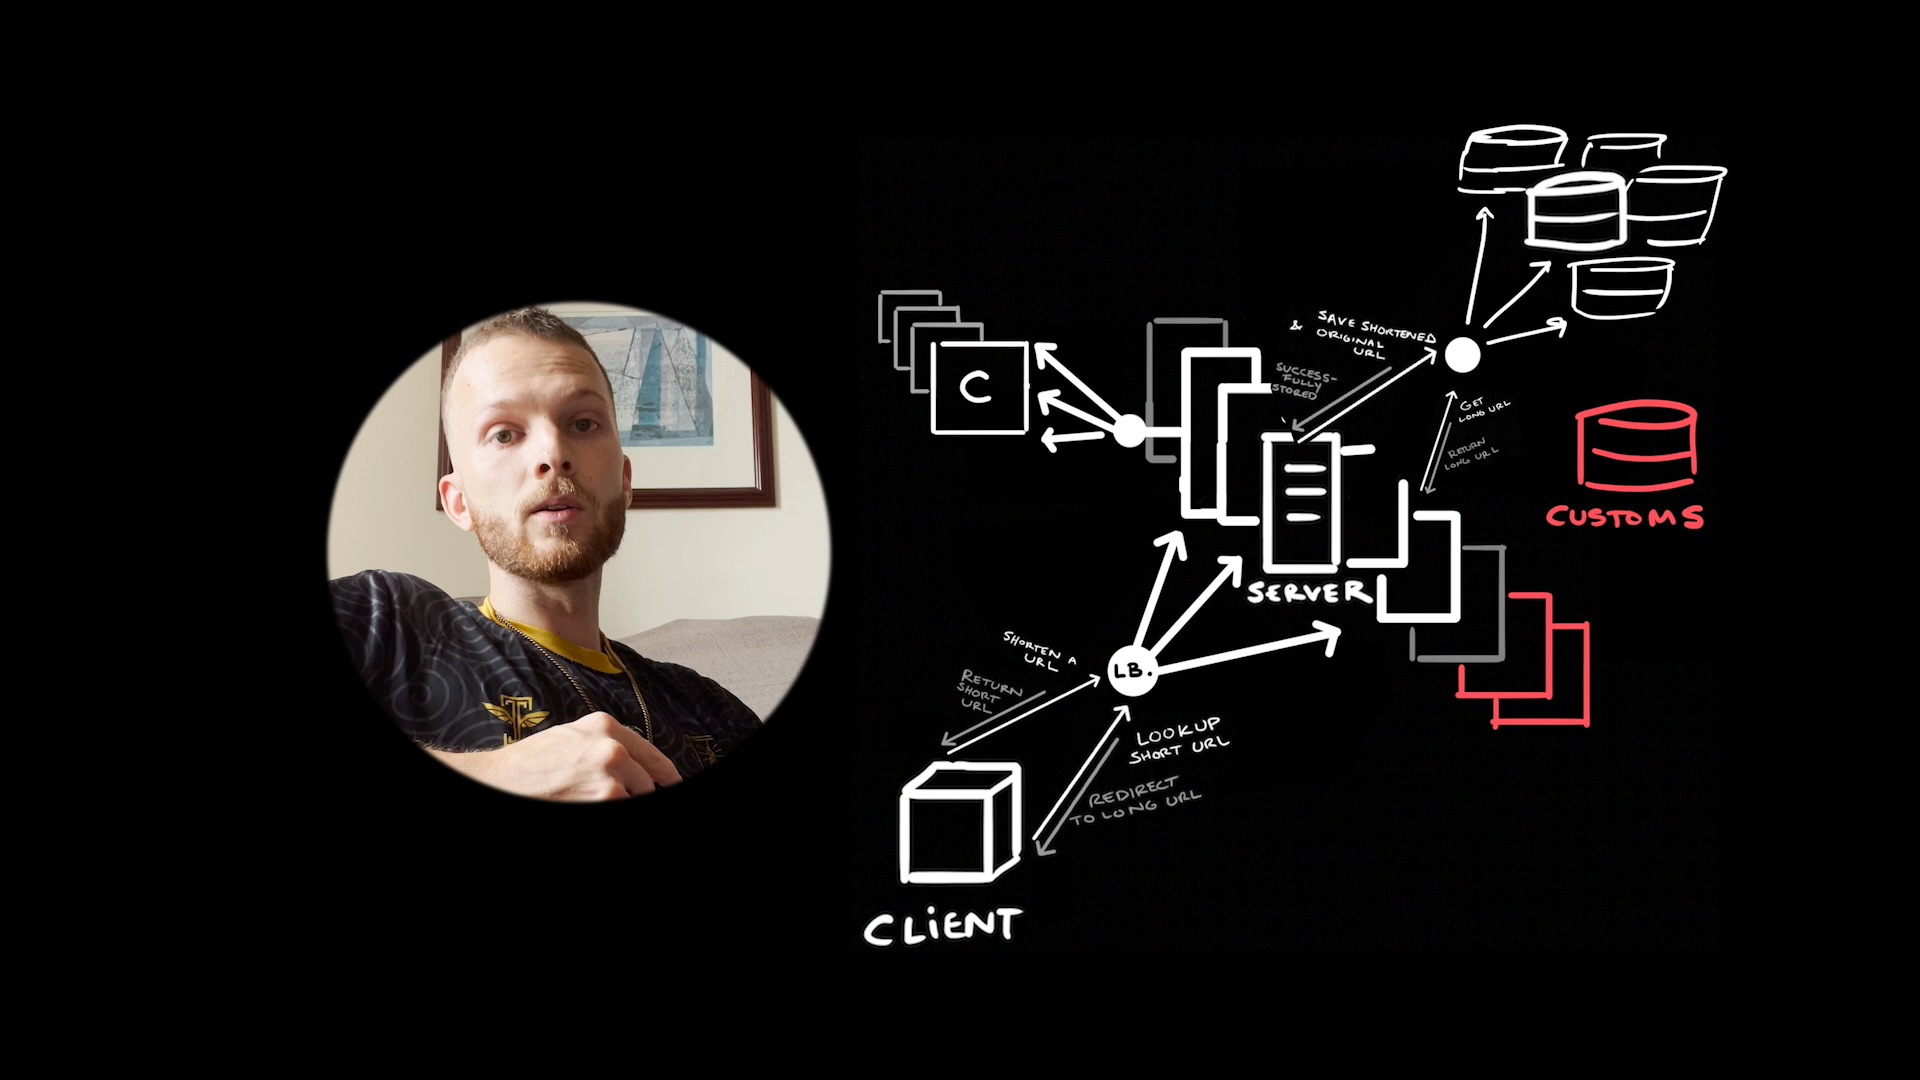 SAVE SHORTENED
& ORIGINAL
URL
SUCCESS-
FULLY
STORED
GET
LONG URL
RETURN
LONG URL
C
CUSTOMS
SERVER
SHORTEN A
URL
RETURN
SHORT
URL
LB.
LOOKUP
SHORT URL
REDIRECT
TO LONG URL
CLIENT